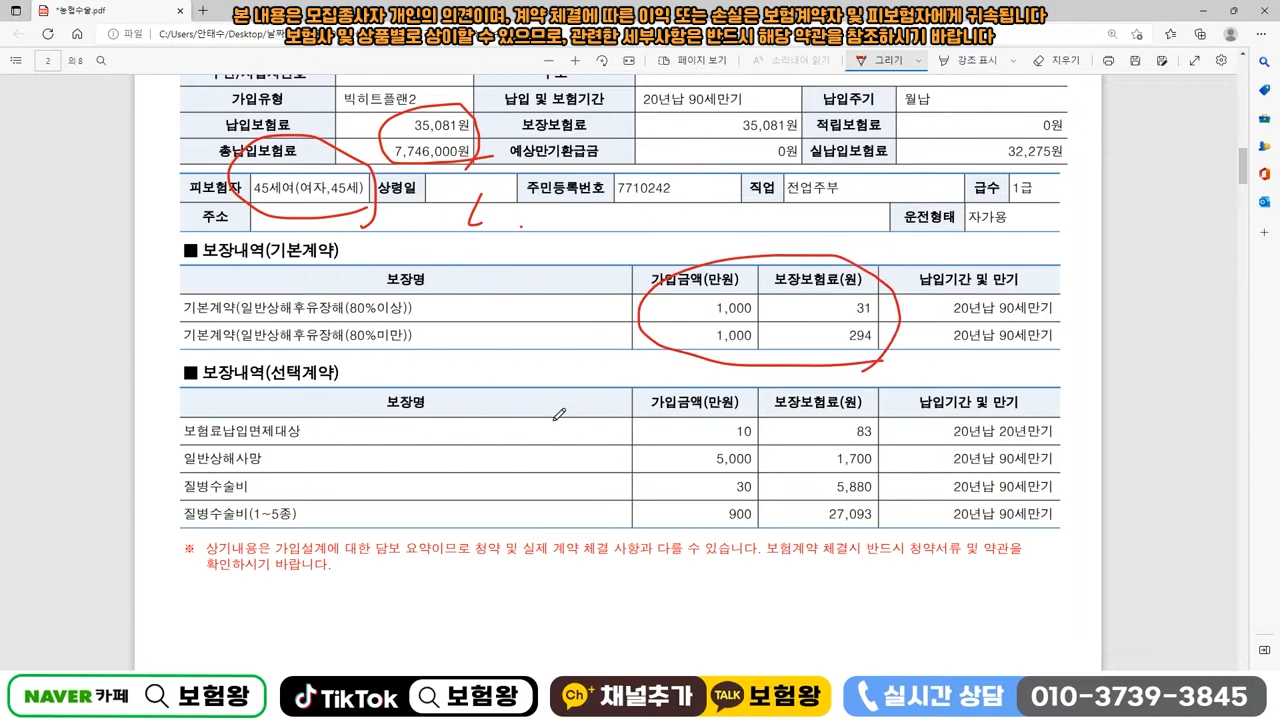 *농협수술.pdf
본 내용은 모집종사자 개인의 의견이며, 계약 체결에 따른 이익 또는 손실은 보험계약자 및 피보험자에게 귀속됩니다
보험사 및 상품별로 상이할 수 있으므로, 관련한 세부사항은 반드시 해당 약관을 참조하시기 바랍니다
파일 C:/Users/안태수/Desktop/날짜
2 의 8 페이지 보기 소리내어 읽기 그리기 강조 표시 지우기
가입유형 빅히트플랜2 납입 및 보험기간 20년납 90세만기 납입주기 월납
납입보험료 35,081원 보장보험료 35,081원 적립보험료 0원
총납입보험료 7,746,000원 예상만기환급금 0원 실납입보험료 32,275원
피보험자 45세여(여자,45세) 상령일 주민등록번호 7710242 직업 전업주부 급수 1급
주소 운전형태 자가용
■ 보장내역(기본계약)
보장명 가입금액(만원) 보장보험료(원) 납입기간 및 만기
기본계약(일반상해후유장해(80%이상)) 1,000 31 20년납 90세만기
기본계약(일반상해후유장해(80%미만)) 1,000 294 20년납 90세만기
■ 보장내역(선택계약)
보장명 가입금액(만원) 보장보험료(원) 납입기간 및 만기
보험료납입면제대상 10 83 20년납 20년만기
일반상해사망 5,000 1,700 20년납 90세만기
질병수술비 30 5,880 20년납 90세만기
질병수술비(1~5종) 900 27,093 20년납 90세만기
※ 상기내용은 가입설계에 대한 담보 요약이므로 청약 및 실제 계약 체결 사항과 다를 수 있습니다. 보험계약 체결시 반드시 청약서류 및 약관을
확인하시기 바랍니다.
NAVER 카페 보험왕 TikTok 보험왕 Ch+ 채널추가 TALK 보험왕 실시간 상담 010-3739-3845